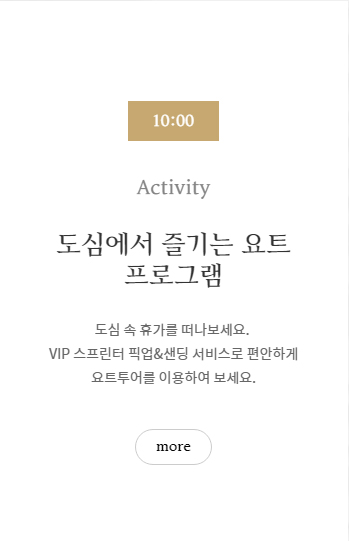 10:00
Activity
도심에서 즐기는 요트
프로그램
도심 속 휴가를 떠나보세요.
VIP 스프린터 픽업&샌딩 서비스로 편안하게
요트투어를 이용하여 보세요.
more